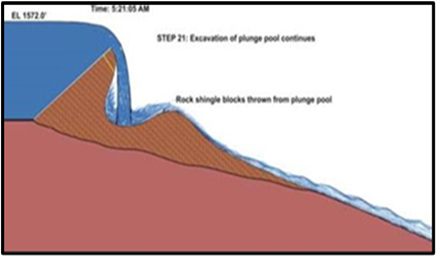 Time: 5:21:05 AM
EL 1572.0'
STEP 21: Excavation of plunge pool continues
Rock shingle blocks thrown from plunge pool